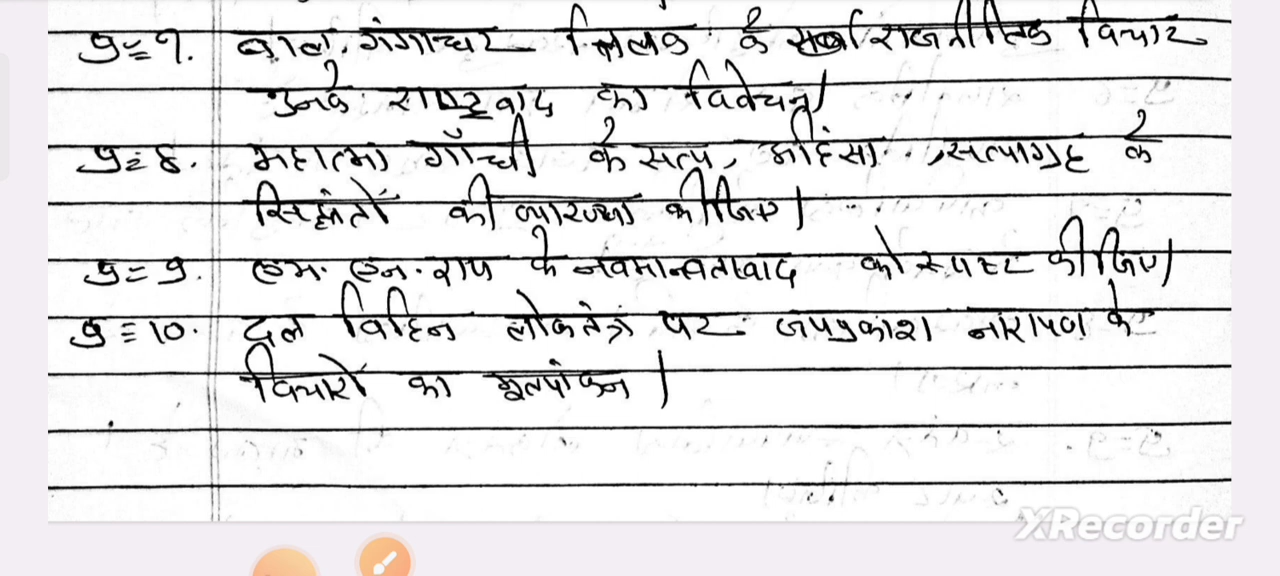 प्र=7. बाल. गंगाधर तिलक के राजनीतिक विचार
उनके राष्ट्रवाद का विवेचन।
प्र=8. महात्मा गाँधी के सत्य, अहिंसा, सत्याग्रह के
सिद्धांतों की व्याख्या कीजिए।
प्र=9. एम. एन. राय के नवमानवतावाद को स्पष्ट कीजिए।
प्र=10. दल विहिन लोकतंत्र पर जयप्रकाश नारायण के
विचारों का मूल्यांकन।
XRecorder